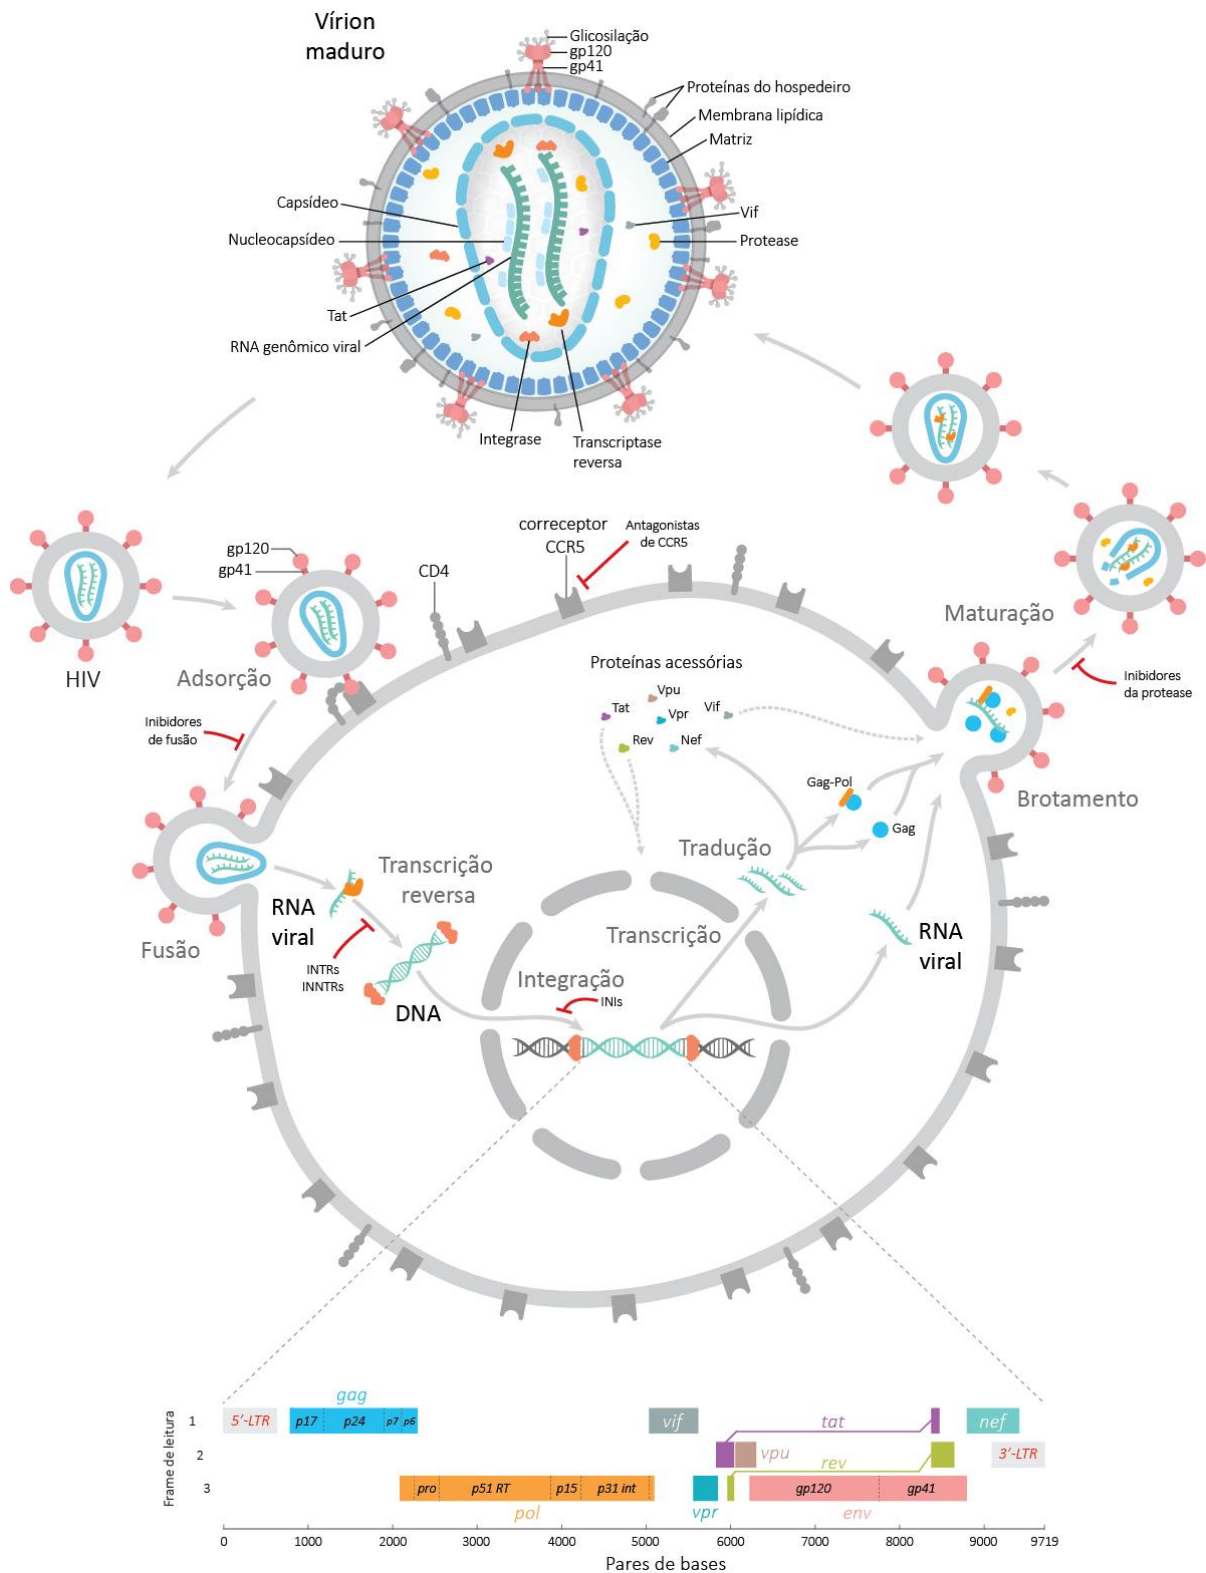 Vírion
maduro
Glicosilação
gp120
gp41
Proteínas do hospedeiro
Membrana lipídica
Matriz
Capsídeo
Vif
Nucleocapsídeo
Protease
Tat
RNA genômico viral
Integrase
Transcriptase
reversa
correceptor
CCR5
Antagonistas
de CCR5
gp120
gp41
CD4
HIV
Adsorção
Maturação
Inibidores
da protease
Proteínas acessórias
Vpu
Tat
Vpr
Vif
Rev
Nef
Inibidores
de fusão
Gag-Pol
Gag
Brotamento
Tradução
Transcrição
reversa
RNA
viral
Fusão
INTRs
INNTRs
DNA
Transcrição
RNA
viral
Integração
INIs
Frame de leitura
gag
1
5’-LTR
p17
p24
p7
p6
vif
tat
nef
2
vpu
rev
3’-LTR
3
pro
p51 RT
p15
p31 int
gp120
gp41
pol
vpr
env
0
1000
2000
3000
4000
5000
6000
7000
8000
9000
9719
Pares de bases